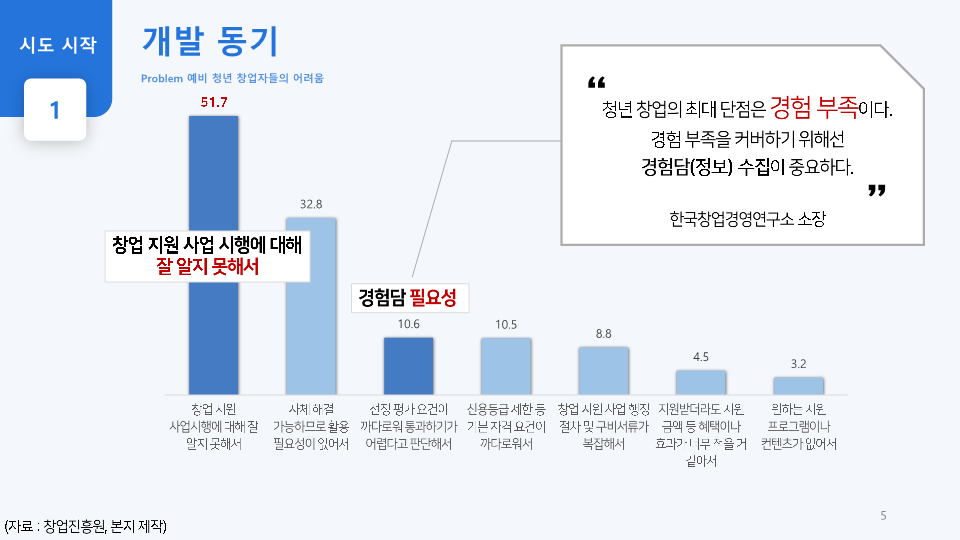 시도 시작
1
개발 동기
Problem 예비 청년 창업자들의 어려움
“
청년 창업의 최대 단점은 경험 부족이다.
경험 부족을 커버하기 위해선
경험담(정보) 수집이 중요하다.
”
한국창업경영연구소 소장
51.7
32.8
창업 지원 사업 시행에 대해
잘 알지 못해서
경험담 필요성
10.6
10.5
8.8
4.5
3.2
창업 지원
사업시행에 대해 잘
알지 못해서
자체 해결
가능하므로 활용
필요성이 없어서
선정 평가 요건이
까다로워 통과하기가
어렵다고 판단해서
신용등급 제한 등
기본 자격 요건이
까다로워서
창업 지원 사업 행정
절차 및 구비서류가
복잡해서
지원받더라도 지원
금액 등 혜택이나
효과가 너무 적을 거
같아서
원하는 지원
프로그램이나
컨텐츠가 없어서
5
(자료 : 창업진흥원, 본지 제작)